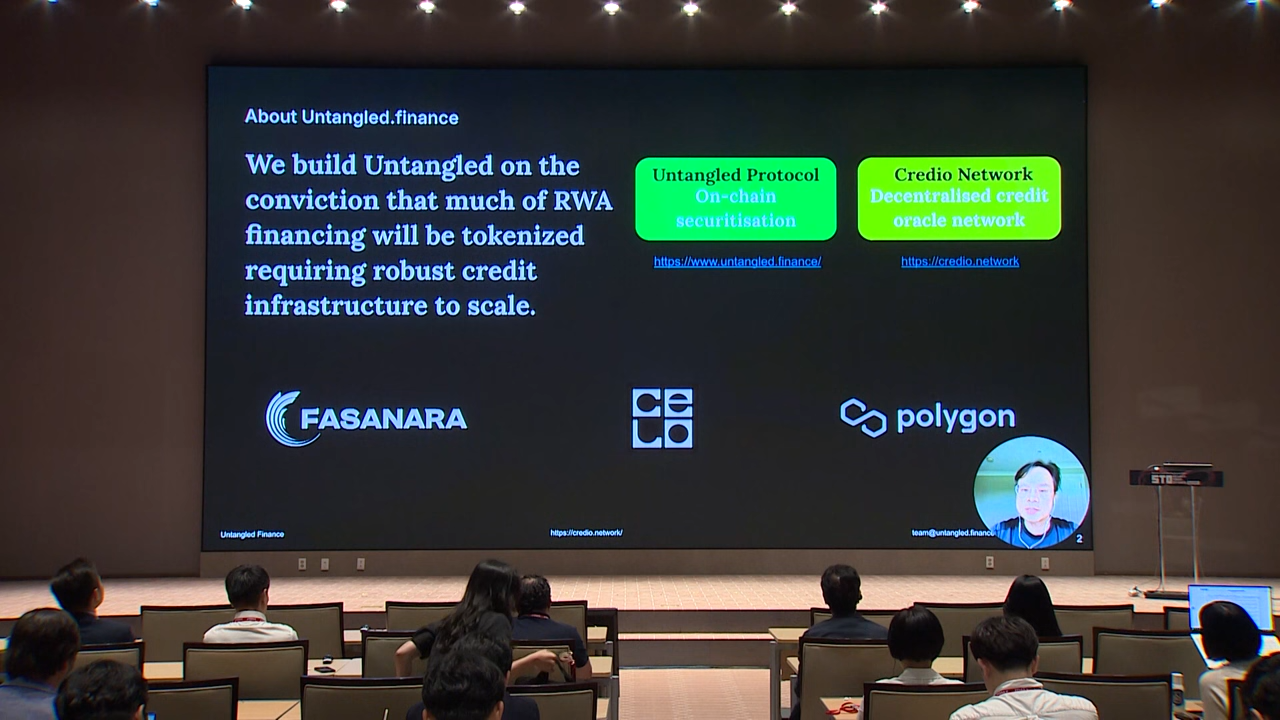 About Untangled.finance
We build Untangled on the
conviction that much of RWA
financing will be tokenized
requiring robust credit
infrastructure to scale.
Untangled Protocol
On-chain
securitisation
https://www.untangled.finance/
Credio Network
Decentralised credit
oracle network
https://credio.network
FASANARA
CELO
polygon
Untangled Finance
https://credio.network/
team@untangled.finance
2
STO